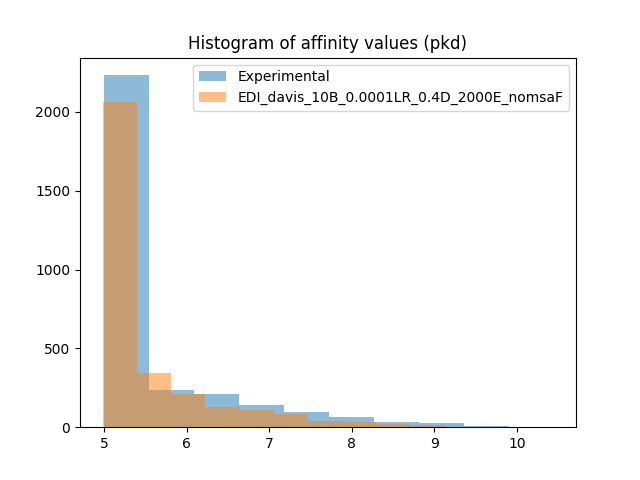 Histogram of affinity values (pkd)
Experimental
EDI_davis_10B_0.0001LR_0.4D_2000E_nomsaF
2000
1500
1000
500
0
5 6 7 8 9 10